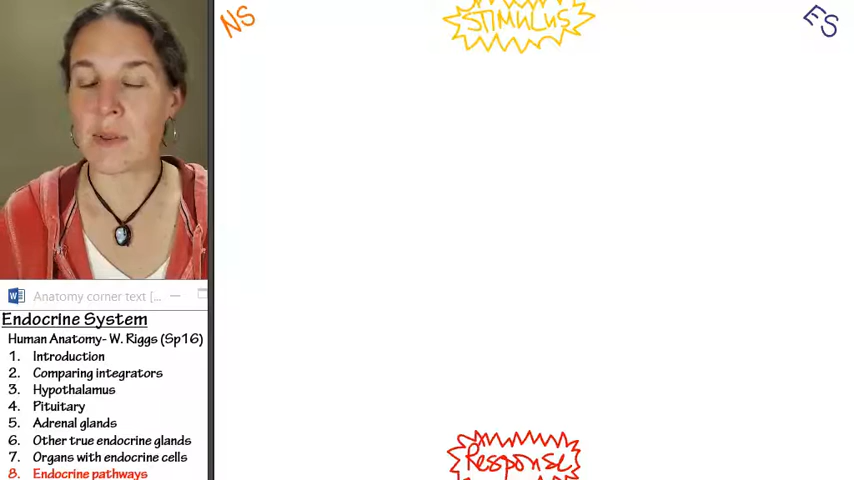 NS
STIMULUS
ES
Anatomy corner text [...
Endocrine System
Human Anatomy- W. Riggs (Sp16)
1. Introduction
2. Comparing integrators
3. Hypothalamus
4. Pituitary
5. Adrenal glands
6. Other true endocrine glands
7. Organs with endocrine cells
8. Endocrine pathways
Response